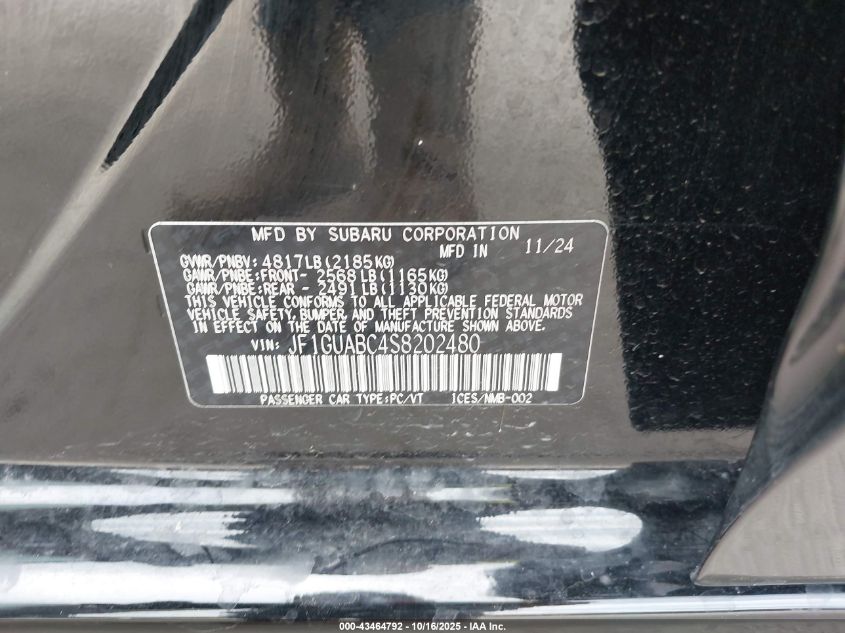 MFD BY SUBARU CORPORATION
MFD IN 11/24
GVWR/PNBV: 4817LB(2185KG)
GAWR/PNBE:FRONT- 2568LB(1165KG)
GAWR/PNBE:REAR - 2491LB(1130KG)
THIS VEHICLE CONFORMS TO ALL APPLICABLE FEDERAL MOTOR
VEHICLE SAFETY, BUMPER, AND THEFT PREVENTION STANDARDS
IN EFFECT ON THE DATE OF MANUFACTURE SHOWN ABOVE.
VIN: JF1GUABC4S8202480
PASSENGER CAR TYPE:PC/VT ICES/NMB-002
000-43464792 - 10/16/2025 - IAA Inc.